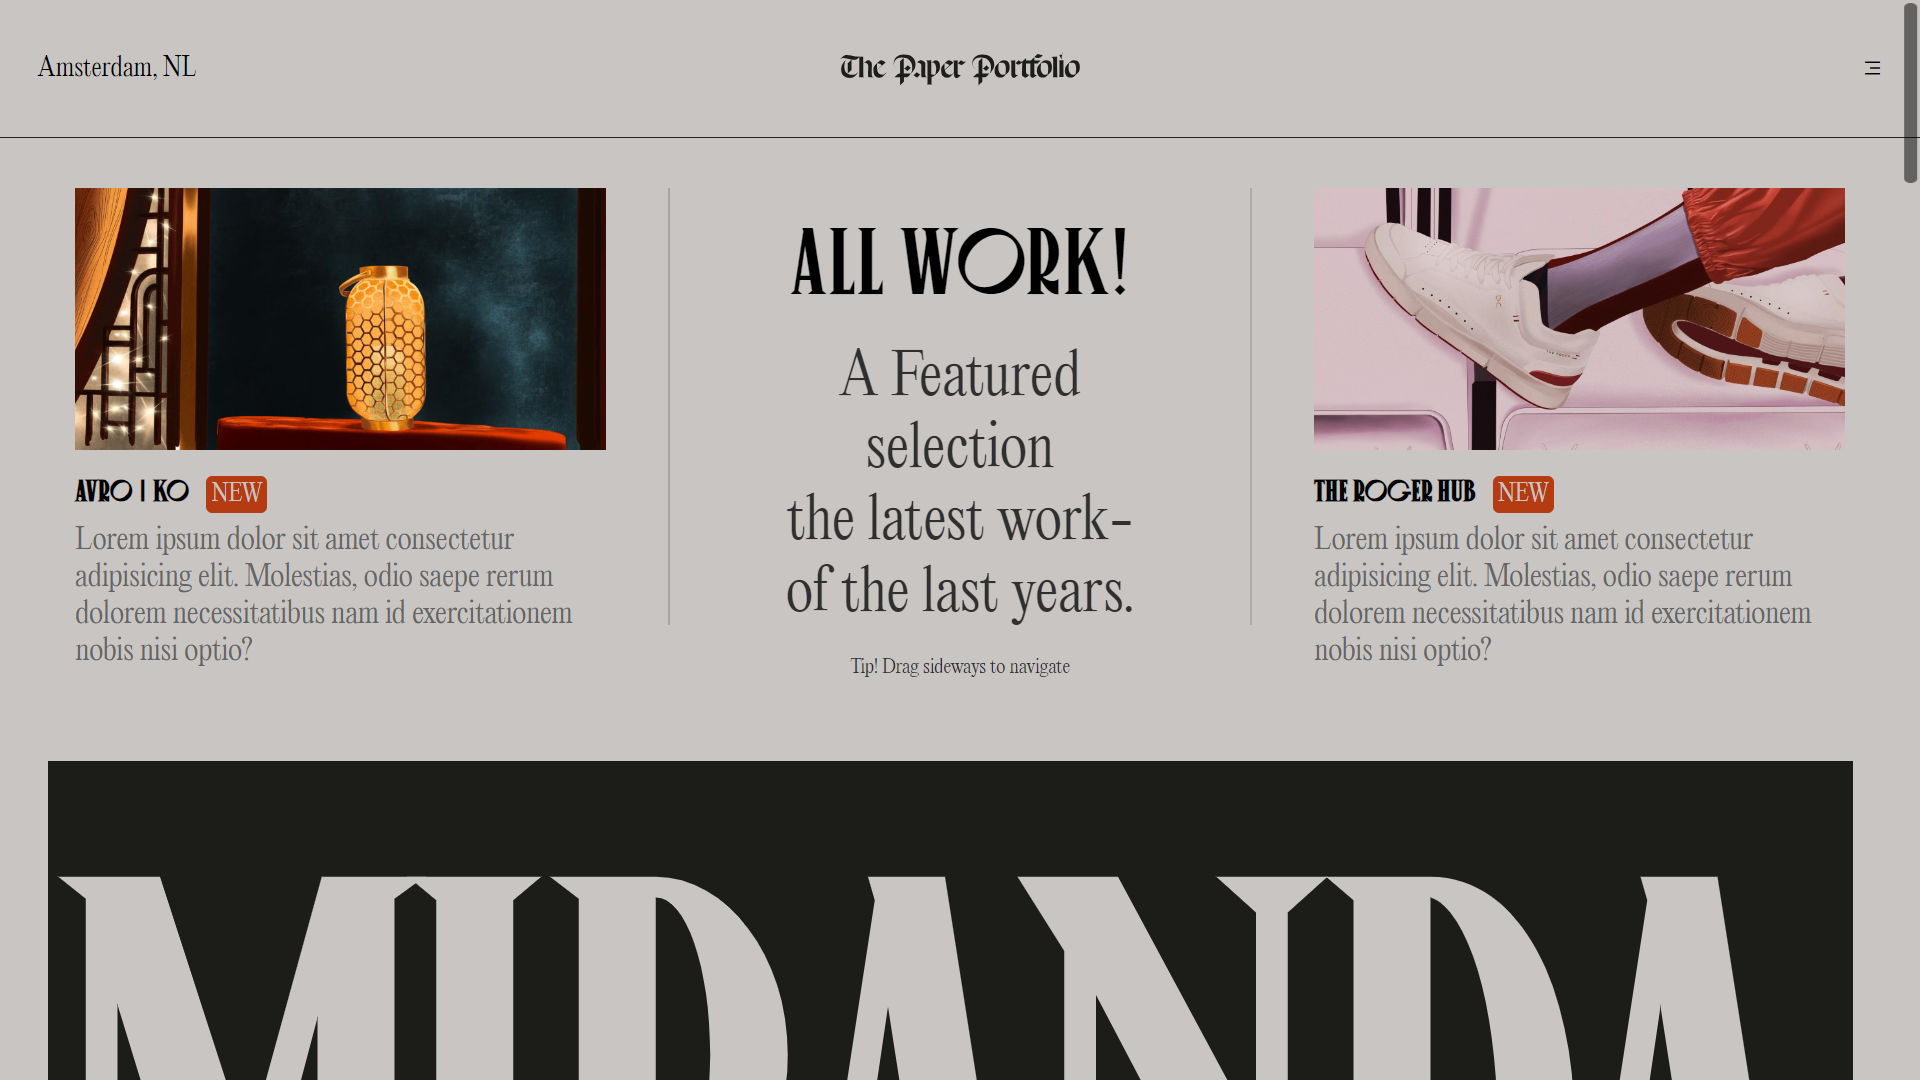 Amsterdam, NL
The Paper Portfolio
AVRO | KO NEW
Lorem ipsum dolor sit amet consectetur
adipisicing elit. Molestias, odio saepe rerum
dolorem necessitatibus nam id exercitationem
nobis nisi optio?
ALL WORK!
A Featured
selection
the latest work-
of the last years.
Tip! Drag sideways to navigate
THE ROGER HUB NEW
Lorem ipsum dolor sit amet consectetur
adipisicing elit. Molestias, odio saepe rerum
dolorem necessitatibus nam id exercitationem
nobis nisi optio?